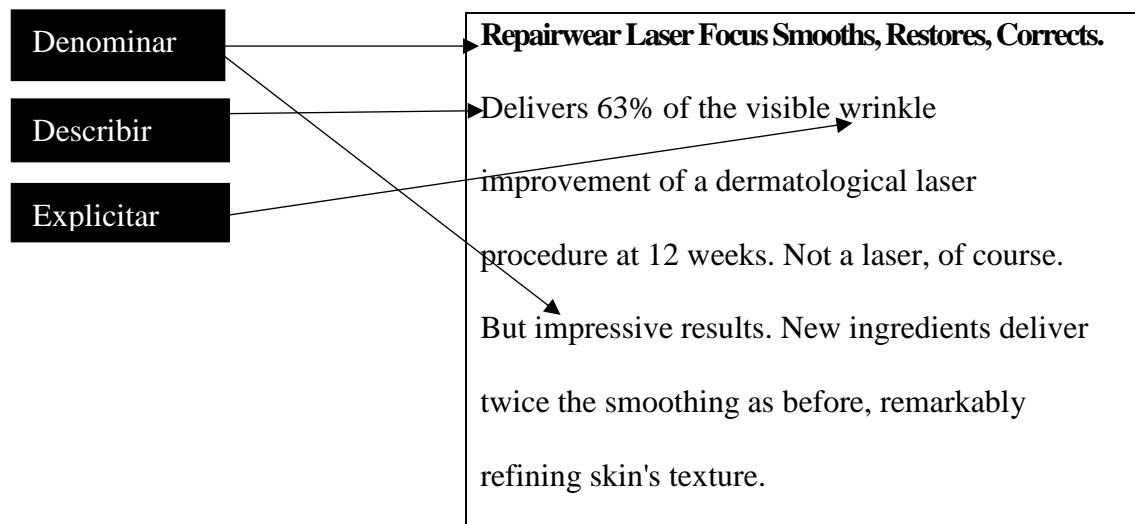 Denominar
Describir
Explicitar
Repairwear Laser Focus Smooths, Restores, Corrects.
Delivers 63% of the visible wrinkle
improvement of a dermatological laser
procedure at 12 weeks. Not a laser, of course.
But impressive results. New ingredients deliver
twice the smoothing as before, remarkably
refining skin's texture.